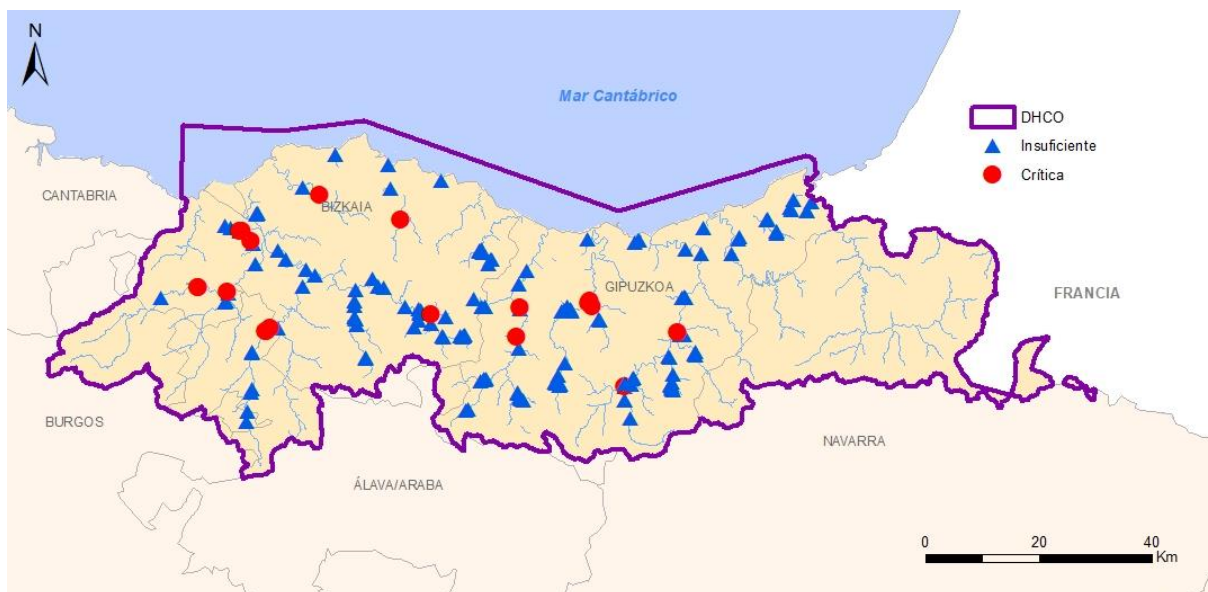 N
Mar Cantábrico
DHCO
Insuficiente
Crítica
CANTABRIA
BIZKAIA
GIPUZKOA
FRANCIA
BURGOS
NAVARRA
ÁLAVA/ARABA
0 20 40
Km